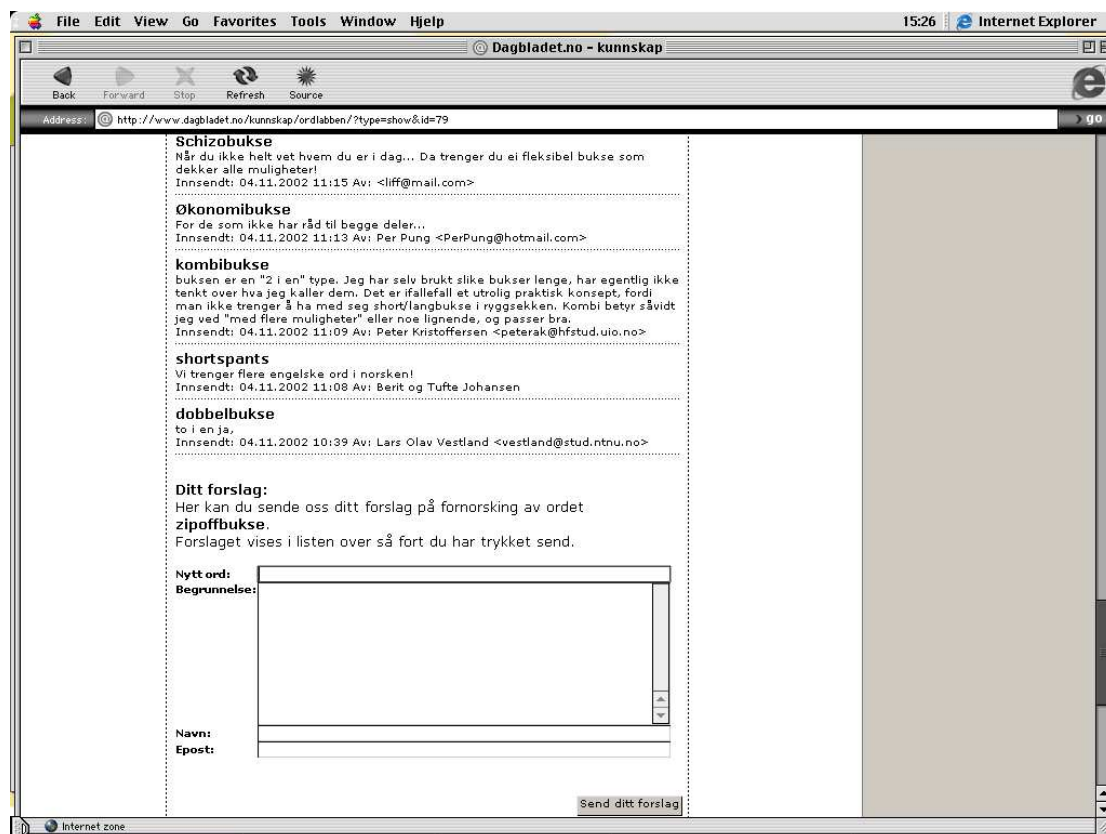 File Edit View Go Favorites Tools Window Hjelp 15:26 Internet Explorer
@ Dagbladet.no - kunnskap
Back Forward Stop Refresh Source
Address: @ http://www.dagbladet.no/kunnskap/ordlabben/?type=show&id=79 go
Schizobukse
Når du ikke helt vet hvem du er i dag... Da trenger du ei fleksibel bukse som
dekker alle muligheter!
Innsendt: 04.11.2002 11:15 Av: <liff@mail.com>
Økonomibukse
For de som ikke har råd til begge deler...
Innsendt: 04.11.2002 11:13 Av: Per Pung <PerPung@hotmail.com>
kombibukse
buksen er en "2 i en" type. Jeg har selv brukt slike bukser lenge, har egentlig ikke
tenkt over hva jeg kaller dem. Det er ifallefall et utrolig praktisk konsept, fordi
man ikke trenger å ha med seg short/langbukse i ryggsekken. Kombi betyr såvidt
jeg ved "med flere muligheter" eller noe lignende, og passer bra.
Innsendt: 04.11.2002 11:09 Av: Peter Kristoffersen <peterak@hfstud.uio.no>
shortspants
Vi trenger flere engelske ord i norsken!
Innsendt: 04.11.2002 11:08 Av: Berit og Tufte Johansen
dobbelbukse
to i en ja,
Innsendt: 04.11.2002 10:39 Av: Lars Olav Vestland <vestland@stud.ntnu.no>
Ditt forslag:
Her kan du sende oss ditt forslag på fornorsking av ordet
zipoffbukse.
Forslaget vises i listen over så fort du har trykket send.
Nytt ord:
Begrunnelse:
Navn:
Epost:
Send ditt forslag
Internet zone